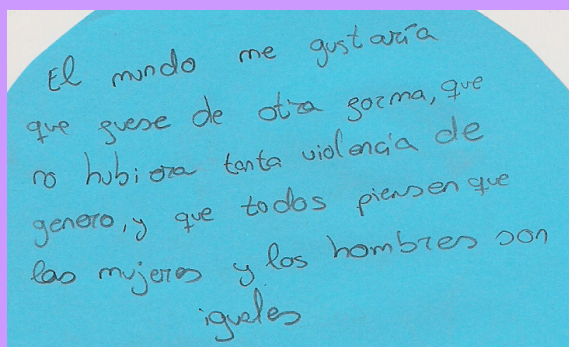 El mundo me gustaría
que fuese de otra forma, que
no hubiera tanta violencia de
genero, y que todos piensen que
las mujeres y los hombres son
iguales